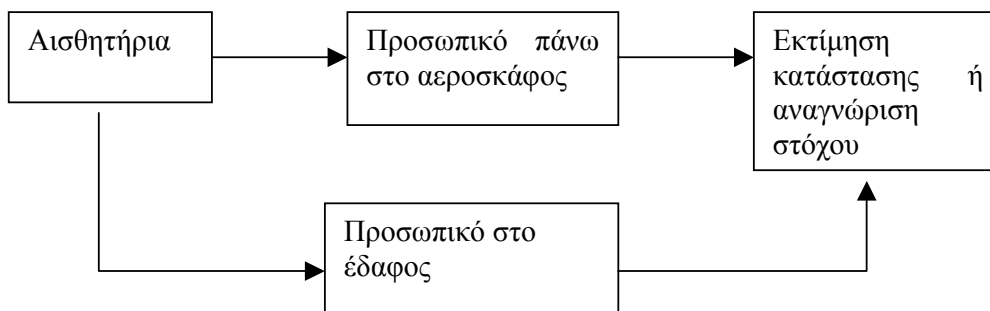 Αισθητήρια
Προσωπικό πάνω
στο αεροσκάφος
Εκτίμηση
κατάστασης ή
αναγνώριση
στόχου
Προσωπικό στο
έδαφος